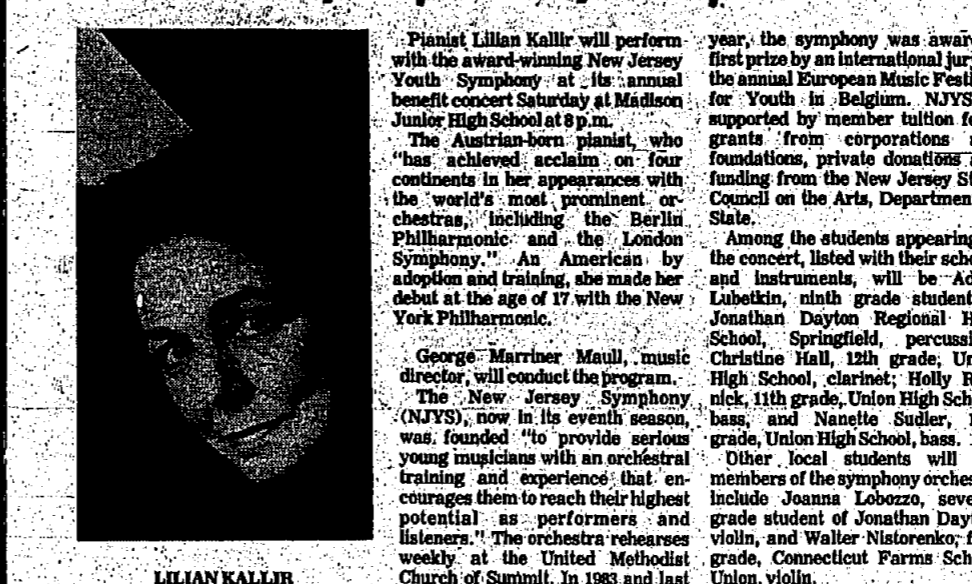 LILIAN KALLIR
Pianist Lilian Kallir will perform
with the award-winning New Jersey
Youth Symphony at its annual
benefit concert Saturday at Madison
Junior High School at 8 p.m.
The Austrian-born pianist, who
"has achieved acclaim on four
continents in her appearances with
the world's most prominent or-
chestras, including the Berlin
Philharmonic and the London
Symphony." An American by
adoption and training, she made her
debut at the age of 17 with the New
York Philharmonic.
George Marriner Maull, music
director, will conduct the program.
The New Jersey Symphony
(NJYS), now in its eventh season,
was founded "to provide serious
young musicians with an orchestral
training and experience that en-
courages them to reach their highest
potential as performers and
listeners." The orchestra rehearses
weekly at the United Methodist
Church of Summit. In 1983 and last
year, the symphony was awar
first prize by an international jur
the annual European Music Festi
for Youth in Belgium. NJYS
supported by member tuition fe
grants from corporations
foundations, private donations
funding from the New Jersey St
Council on the Arts, Departmen
State.
Among the students appearing
the concert, listed with their scho
and instruments, will be Ad
Lubetkin, ninth grade student
Jonathan Dayton Regional H
School, Springfield, percussi
Christine Hall, 12th grade, Un
High School, clarinet; Holly R
nick, 11th grade, Union High Sch
bass, and Nanette Sudler,
grade, Union High School, bass.
Other local students will
members of the symphony orches
include Joanna Lobozzo, seve
grade student of Jonathan Dayt
violin, and Walter Nistorenko, f
grade, Connecticut Farms Sch
Union, violin.